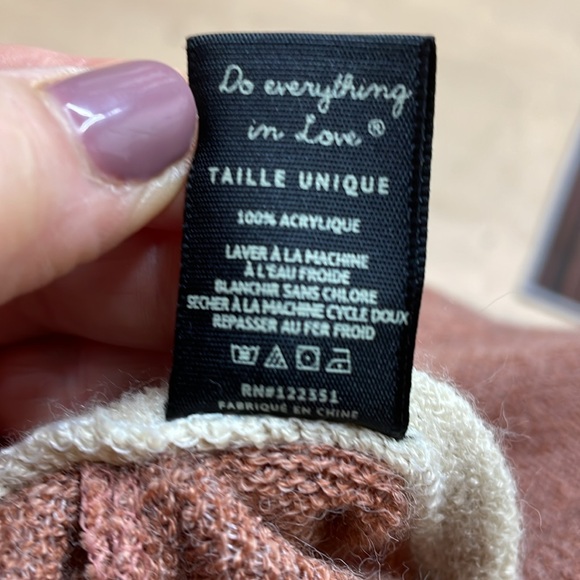 Do everything
in Love®
TAILLE UNIQUE
100% ACRYLIQUE
LAVER À LA MACHINE
À L'EAU FROIDE
BLANCHIR SANS CHLORE
SECHER À LA MACHINE CYCLE DOUX
REPASSER AU FER FROID
RN#122351
FABRIQUÉ EN CHINE